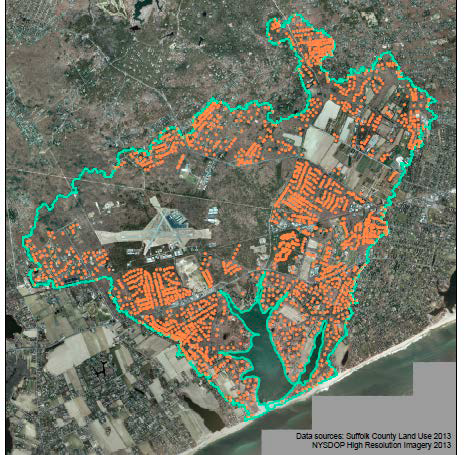 Data sources: Suffolk County Land Use 2013
NYSDOP High Resolution Imagery 2013